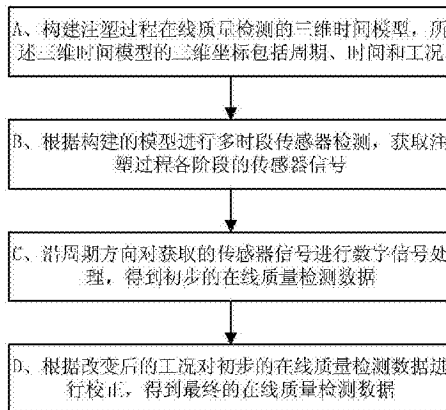 A、构建注塑过程在线质量检测的三维时间模型，所
述三维时间模型的三维坐标包括周期、时间和工况
B、根据构建的模型进行多时段传感器检测，获取注
塑过程各阶段的传感器信号
C、沿周期方向对获取的传感器信号进行数字信号处
理，得到初步的在线质量检测数据
D、根据改变后的工况对初步的在线质量检测数据进
行校正，得到最终的在线质量检测数据